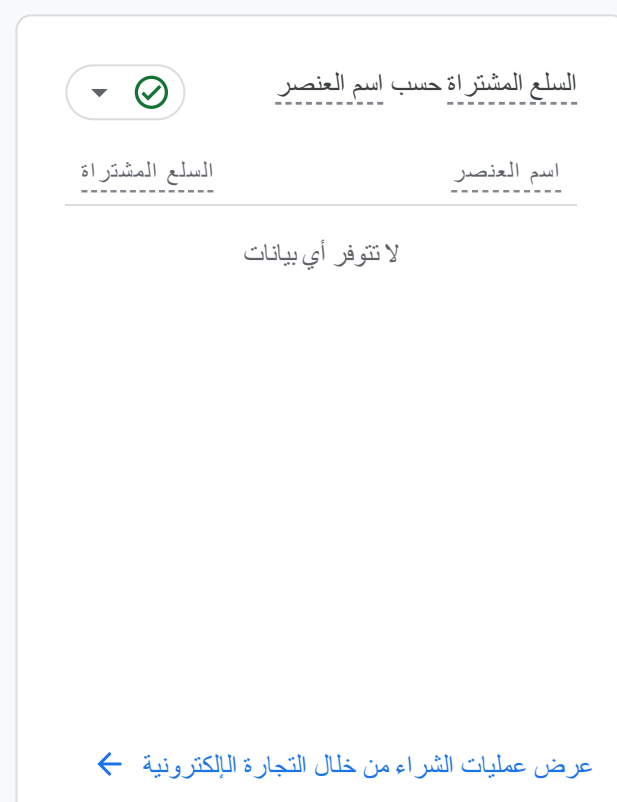 السلع المشتراة حسب اسم العنصر
اسم العنصر السلع المشتراة
لا تتوفر أي بيانات
عرض عمليات الشراء من خلال التجارة الإلكترونية